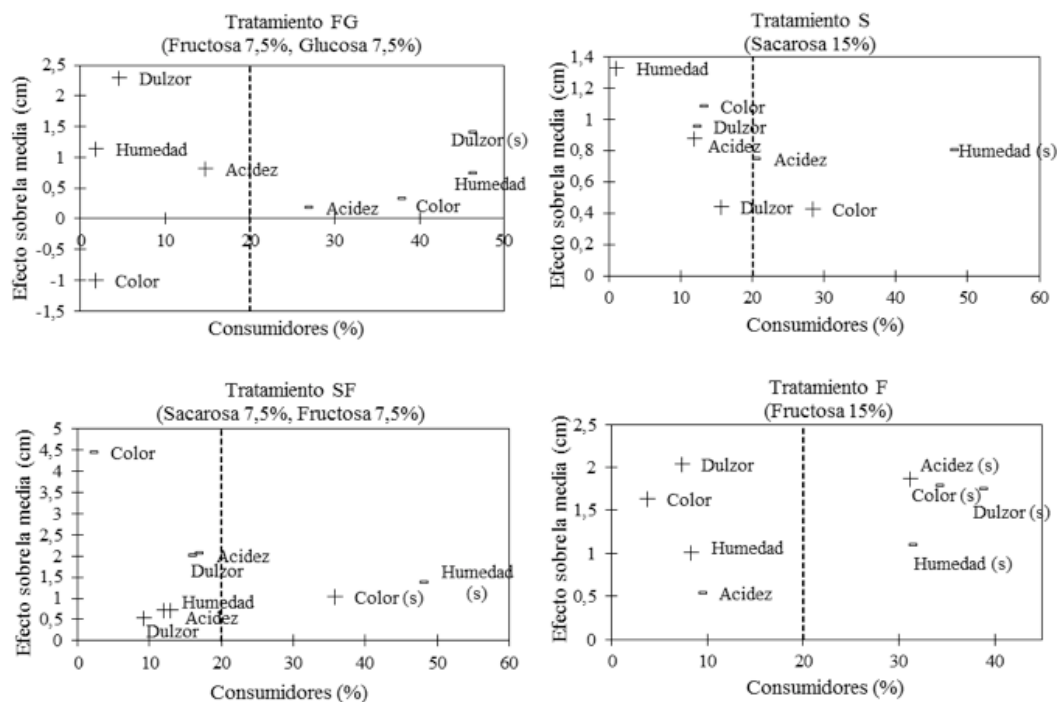 Tratamiento FG
(Fructosa 7,5%, Glucosa 7,5%)
Efecto sobre la media (cm)
2,5
2
1,5
1
0,5
0
-0,5
-1
-1,5
+ Dulzor
+ Humedad
+ Acidez
+ Color
- Dulzor (s)
- Humedad
- Acidez
- Color
0 10 20 30 40 50
Consumidores (%)
Tratamiento S
(Sacarosa 15%)
Efecto sobre la media (cm)
1,4
1,2
1
0,8
0,6
0,4
0,2
0
+ Humedad
- Color
- Dulzor
+ Acidez
- Acidez
- Humedad (s)
+ Dulzor
+ Color
0 10 20 30 40 50 60
Consumidores (%)
Tratamiento SF
(Sacarosa 7,5%, Fructosa 7,5%)
Efecto sobre la media (cm)
5
4,5
4
3,5
3
2,5
2
1,5
1
0,5
0
- Color
- Acidez
- Dulzor
+ Humedad
+ Acidez
+ Dulzor
+ Color (s)
- Humedad
(s)
0 10 20 30 40 50 60
Consumidores (%)
Tratamiento F
(Fructosa 15%)
Efecto sobre la media (cm)
2,5
2
1,5
1
0,5
0
+ Dulzor
+ Color
+ Humedad
- Acidez
+ Acidez (s)
- Color (s)
- Dulzor (s)
- Humedad (s)
0 10 20 30 40
Consumidores (%)